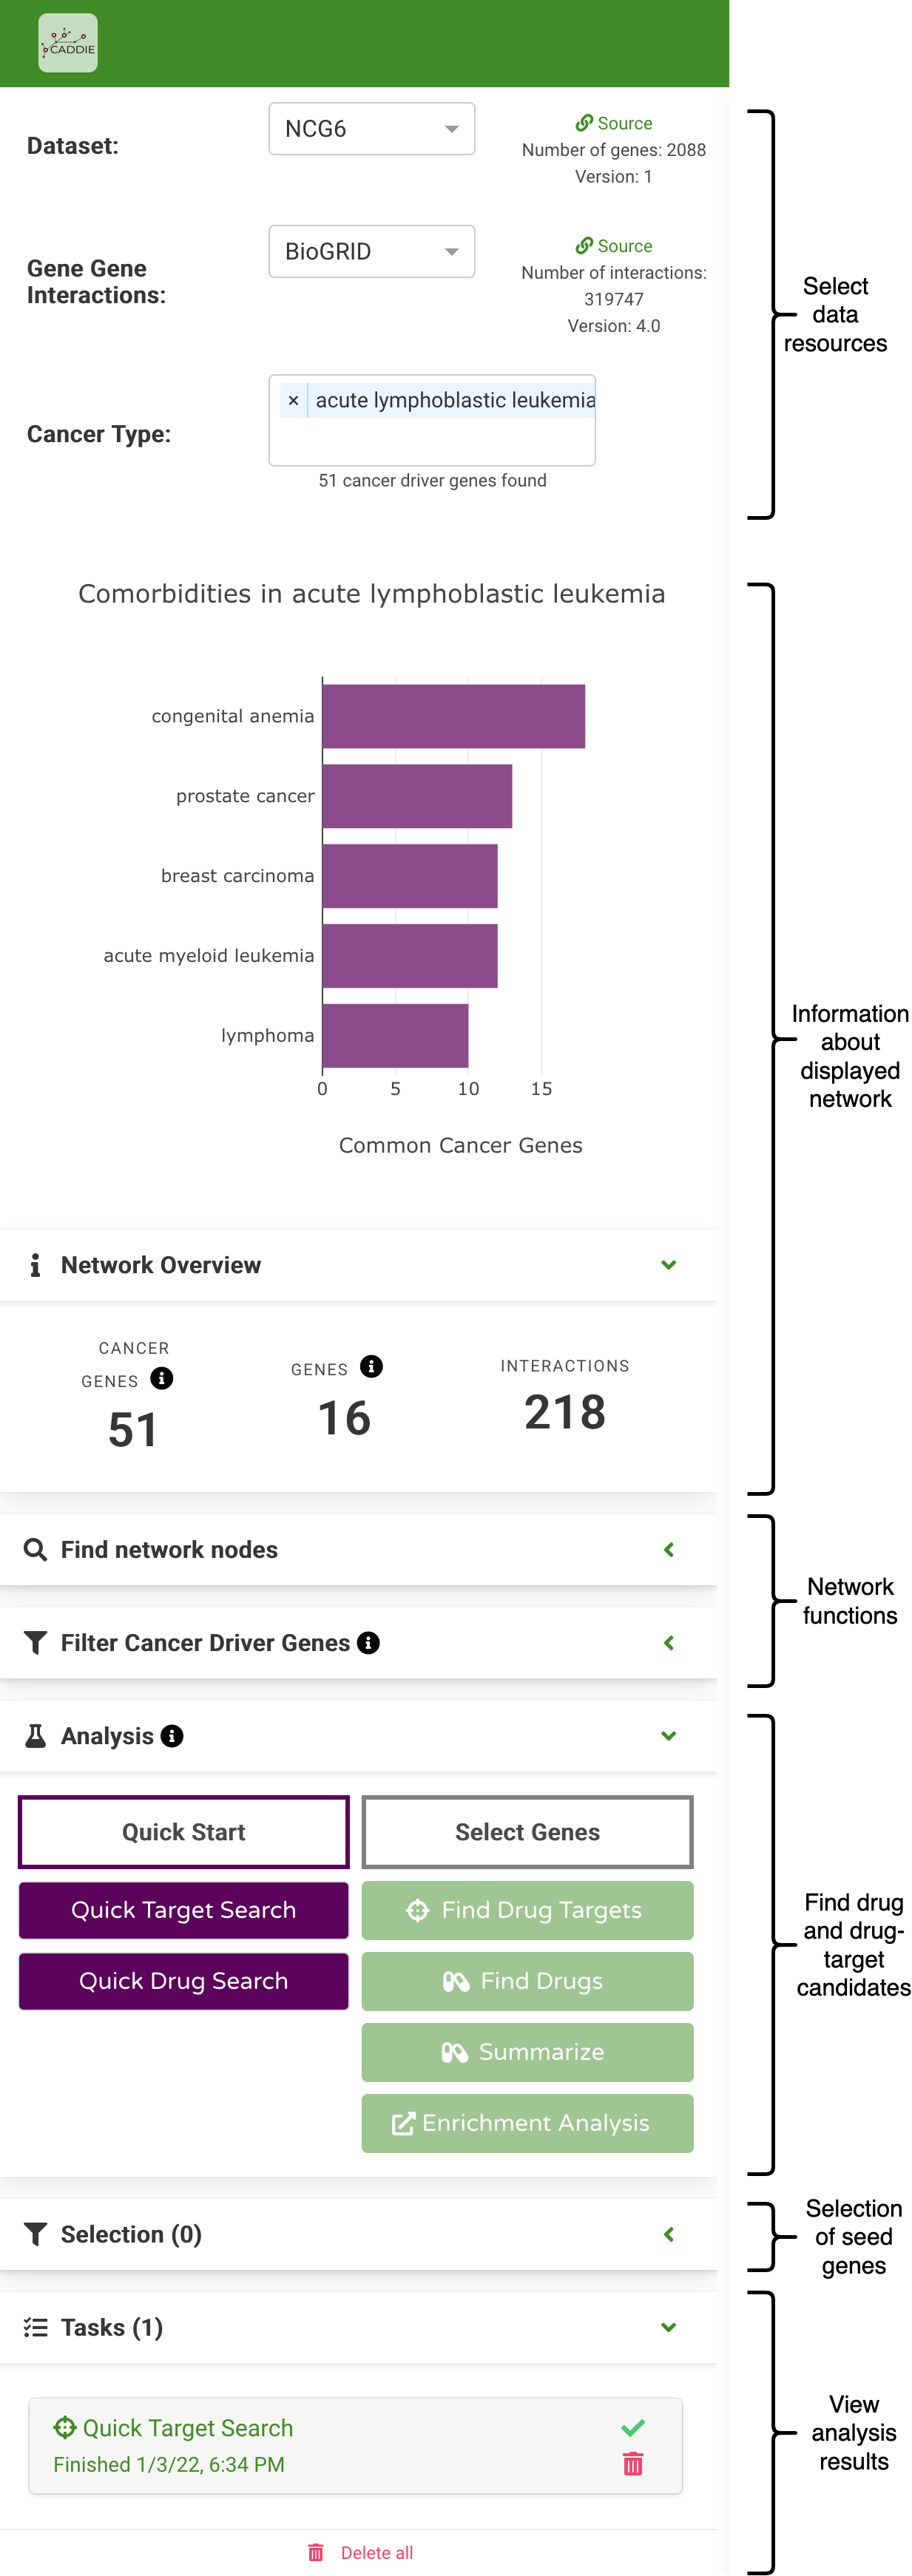 CADDIE
Dataset:
NCG6
Source
Number of genes: 2088
Version: 1
Gene Gene
Interactions:
BioGRID
Source
Number of interactions:
319747
Version: 4.0
Cancer Type:
× acute lymphoblastic leukemia
51 cancer driver genes found
Select
data
resources
Comorbidities in acute lymphoblastic leukemia
congenital anemia
prostate cancer
breast carcinoma
acute myeloid leukemia
lymphoma
0 5 10 15
Common Cancer Genes
Information
about
displayed
network
Network Overview
CANCER
GENES
51
GENES
16
INTERACTIONS
218
Find network nodes
Filter Cancer Driver Genes
Network
functions
Analysis
Quick Start
Select Genes
Quick Target Search
Find Drug Targets
Quick Drug Search
Find Drugs
Summarize
Enrichment Analysis
Find drug
and drug-
target
candidates
Selection (0)
Selection
of seed
genes
Tasks (1)
Quick Target Search
Finished 1/3/22, 6:34 PM
Delete all
View
analysis
results